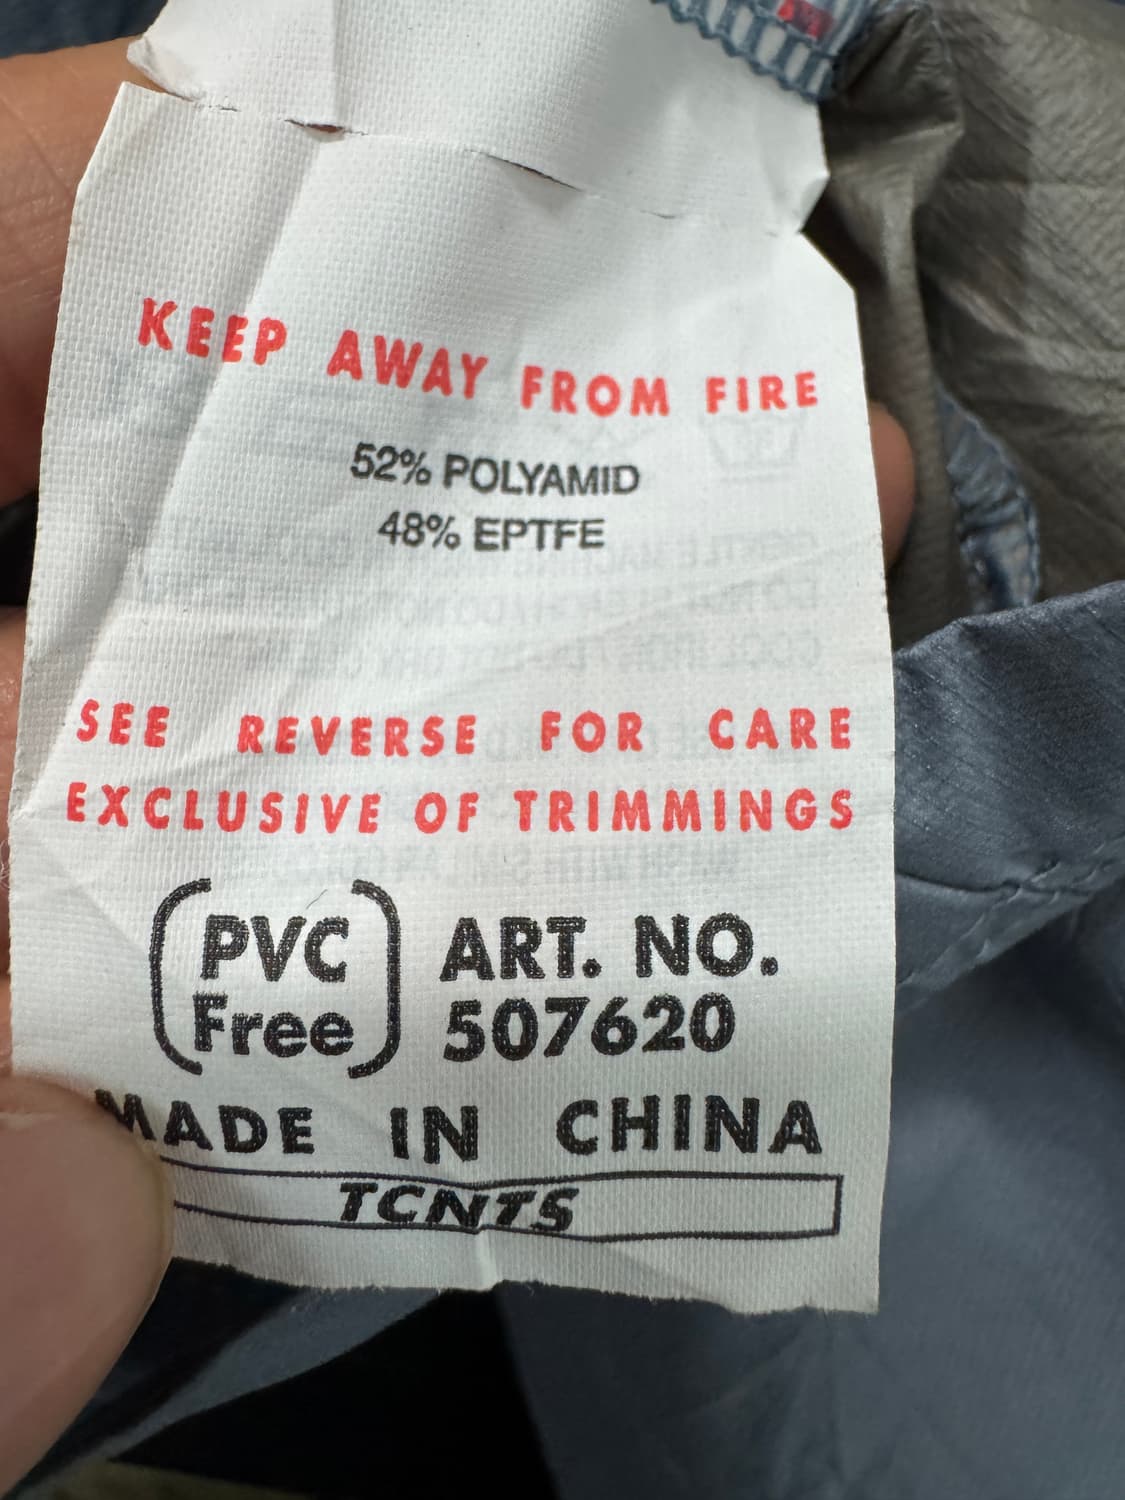 KEEP AWAY FROM FIRE
52% POLYAMID
48% EPTFE
SEE REVERSE FOR CARE
EXCLUSIVE OF TRIMMINGS
PVC Free
ART. NO. 507620
MADE IN CHINA
TCNTS